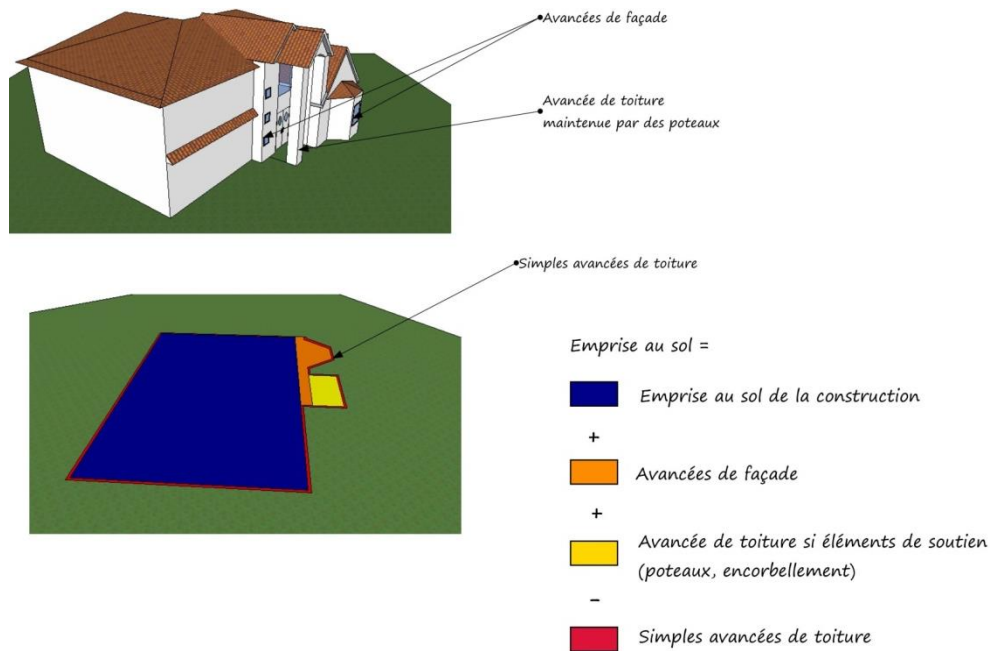 Avancées de façade
Avancée de toiture
maintenue par des poteaux
Simples avancées de toiture
Emprise au sol =
Emprise au sol de la construction
+
Avancées de façade
+
Avancée de toiture si éléments de soutien
(poteaux, encorbellement)
-
Simples avancées de toiture